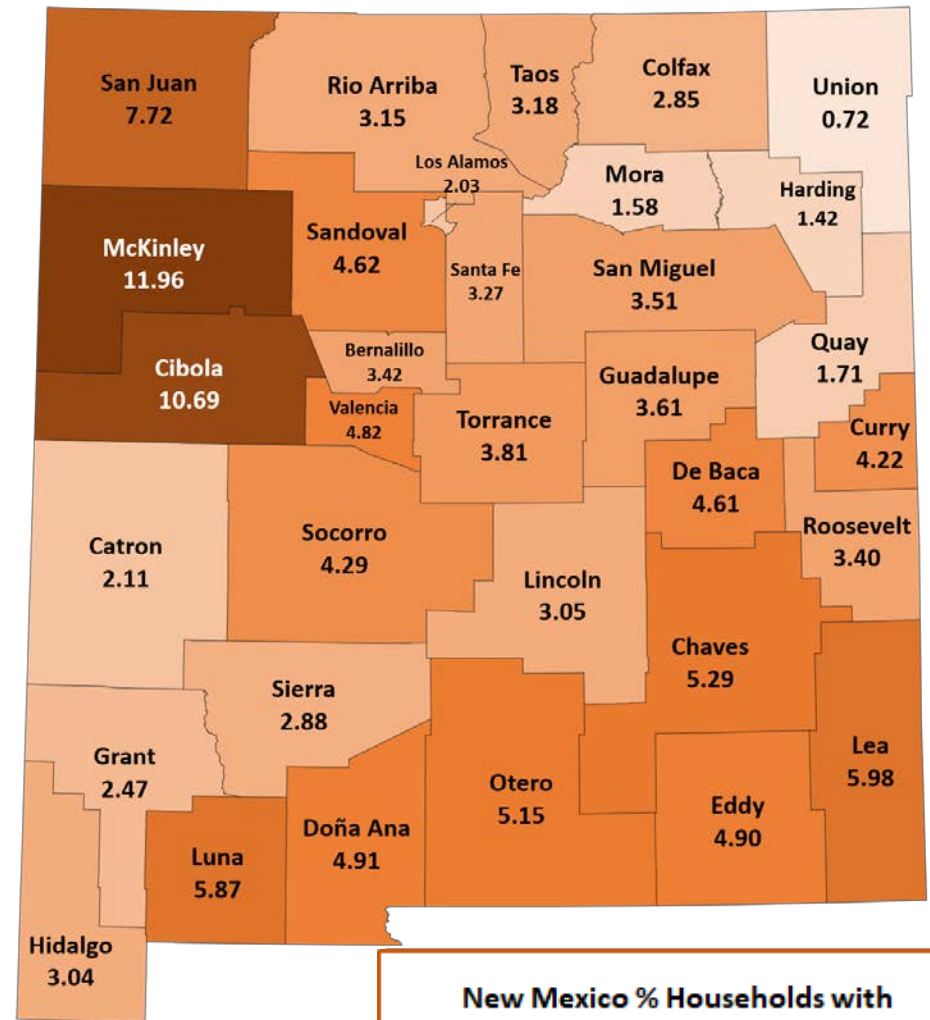 San Juan
7.72
Rio Arriba
3.15
Taos
3.18
Colfax
2.85
Union
0.72
Los Alamos
2.03
Mora
1.58
Harding
1.42
McKinley
11.96
Sandoval
4.62
Santa Fe
3.27
San Miguel
3.51
Cibola
10.69
Bernalillo
3.42
Valencia
4.82
Torrance
3.81
Guadalupe
3.61
Quay
1.71
Curry
4.22
De Baca
4.61
Roosevelt
3.40
Catron
2.11
Socorro
4.29
Lincoln
3.05
Chaves
5.29
Sierra
2.88
Grant
2.47
Otero
5.15
Lea
5.98
Eddy
4.90
Doña Ana
4.91
Luna
5.87
Hidalgo
3.04
New Mexico % Households with